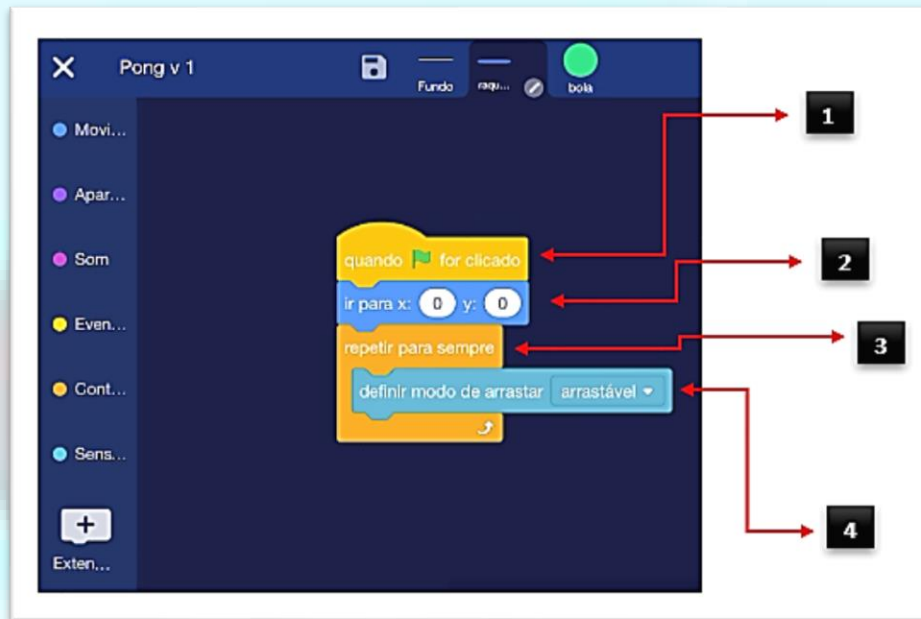 Pong v 1
Fundo
raqu...
bola
Movi...
Apar...
Som
Even...
Cont...
Sens...
Exten...
quando for clicado
ir para x: 0 y: 0
repetir para sempre
definir modo de arrastar arrastável
1
2
3
4